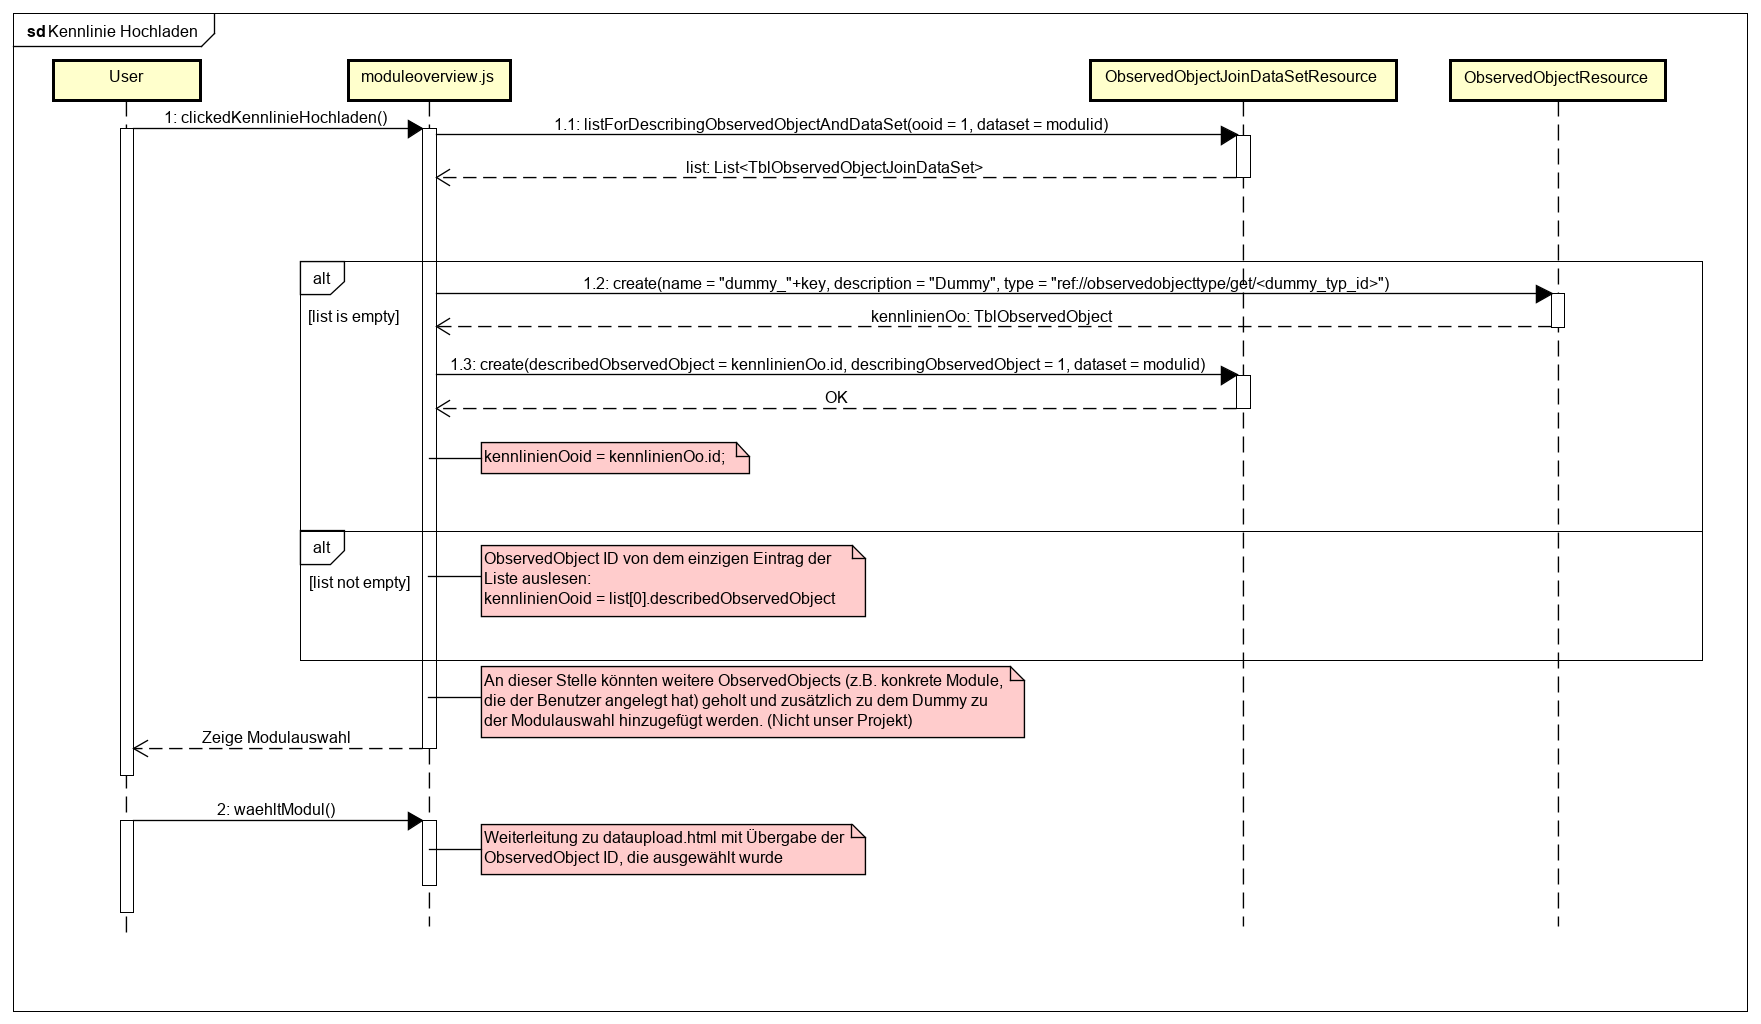 sd Kennlinie Hochladen
User
moduleoverview.js
ObservedObjectJoinDataSetResource
ObservedObjectResource
1: clickedKennlinieHochladen()
1.1: listForDescribingObservedObjectAndDataSet(ooid = 1, dataset = modulid)
list: List<TblObservedObjectJoinDataSet>
alt
1.2: create(name = "dummy_"+key, description = "Dummy", type = "ref://observedobjecttype/get/<dummy_typ_id>")
[list is empty]
kennlinienOo: TblObservedObject
1.3: create(describedObservedObject = kennlinienOo.id, describingObservedObject = 1, dataset = modulid)
OK
kennlinienOoid = kennlinienOo.id;
alt
[list not empty]
ObservedObject ID von dem einzigen Eintrag der
Liste auslesen:
kennlinienOoid = list[0].describedObservedObject
An dieser Stelle könnten weitere ObservedObjects (z.B. konkrete Module,
die der Benutzer angelegt hat) geholt und zusätzlich zu dem Dummy zu
der Modulauswahl hinzugefügt werden. (Nicht unser Projekt)
Zeige Modulauswahl
2: waehltModul()
Weiterleitung zu dataupload.html mit Übergabe der
ObservedObject ID, die ausgewählt wurde